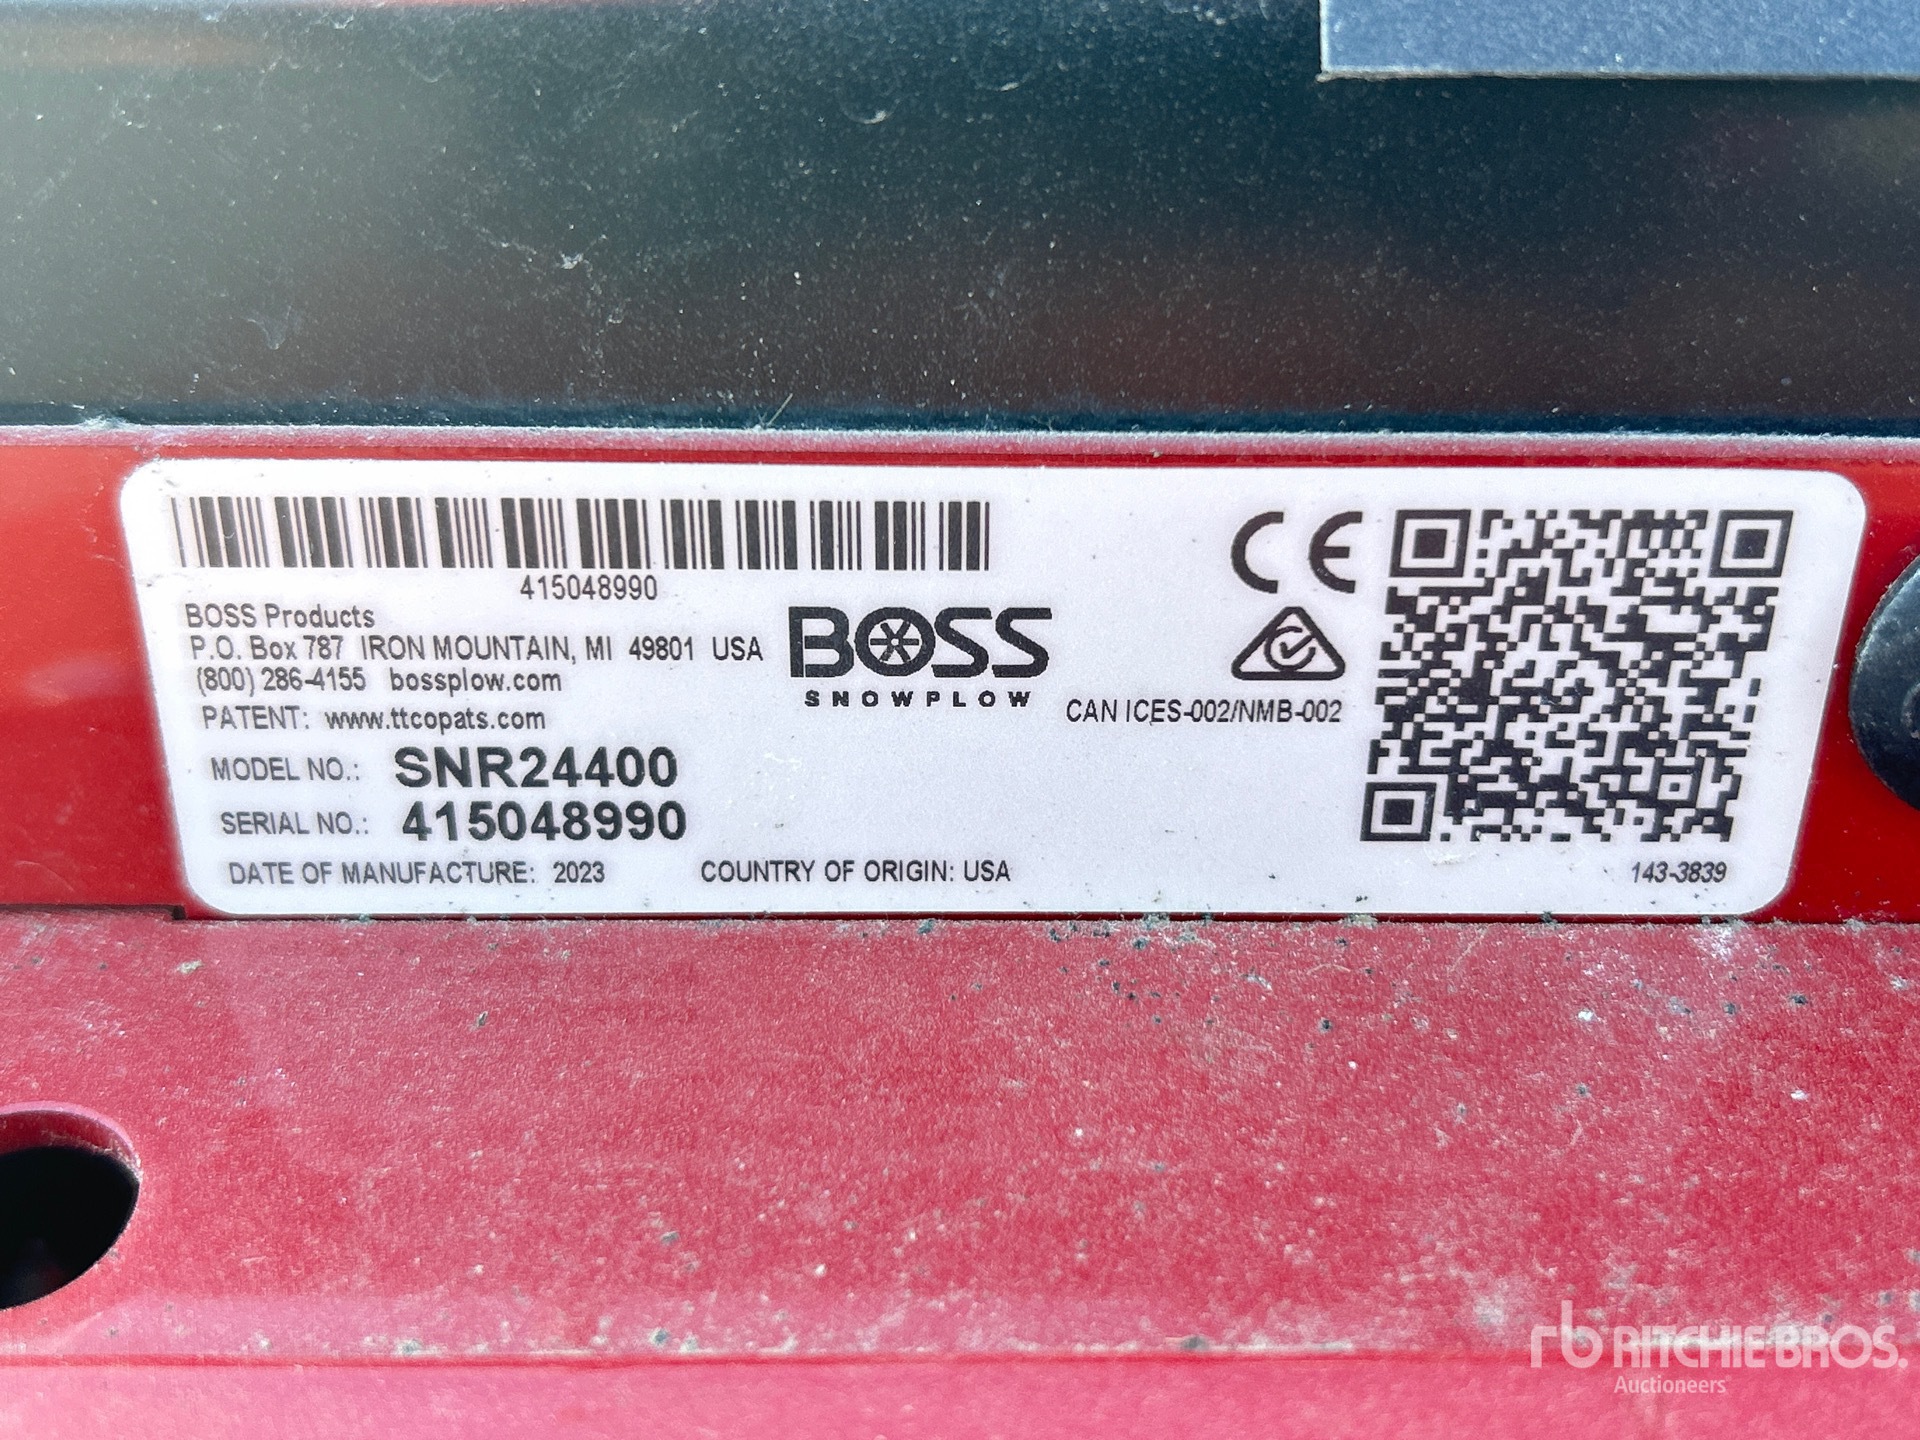 415048990
BOSS Products
P.O. Box 787 IRON MOUNTAIN, MI 49801 USA
(800) 286-4155 bossplow.com
PATENT: www.ttcopats.com
BOSS
SNOWPLOW
CE
CAN ICES-002/NMB-002
MODEL NO.: SNR24400
SERIAL NO.: 415048990
DATE OF MANUFACTURE: 2023 COUNTRY OF ORIGIN: USA
143-3839
rb RITCHIE BROS.
Auctioneers